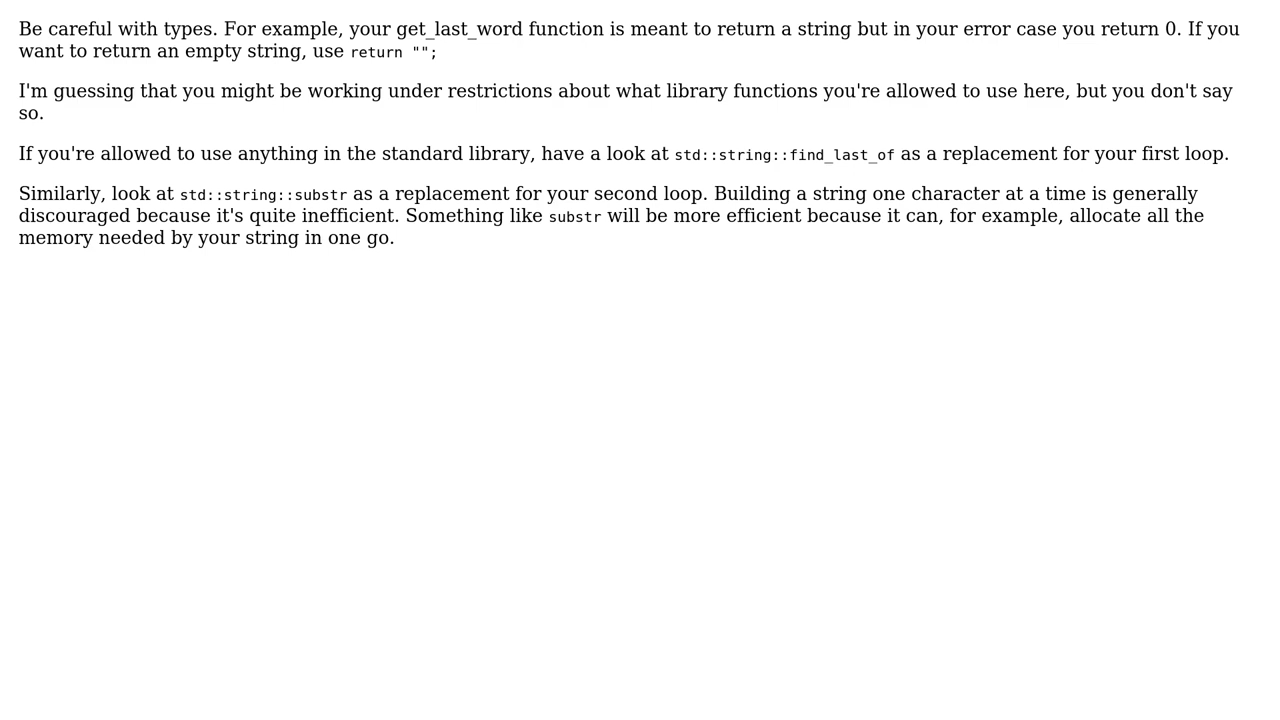 Be careful with types. For example, your get_last_word function is meant to return a string but in your error case you return 0. If you
want to return an empty string, use return "";
I'm guessing that you might be working under restrictions about what library functions you're allowed to use here, but you don't say
so.
If you're allowed to use anything in the standard library, have a look at std::string::find_last_of as a replacement for your first loop.
Similarly, look at std::string::substr as a replacement for your second loop. Building a string one character at a time is generally
discouraged because it's quite inefficient. Something like substr will be more efficient because it can, for example, allocate all the
memory needed by your string in one go.